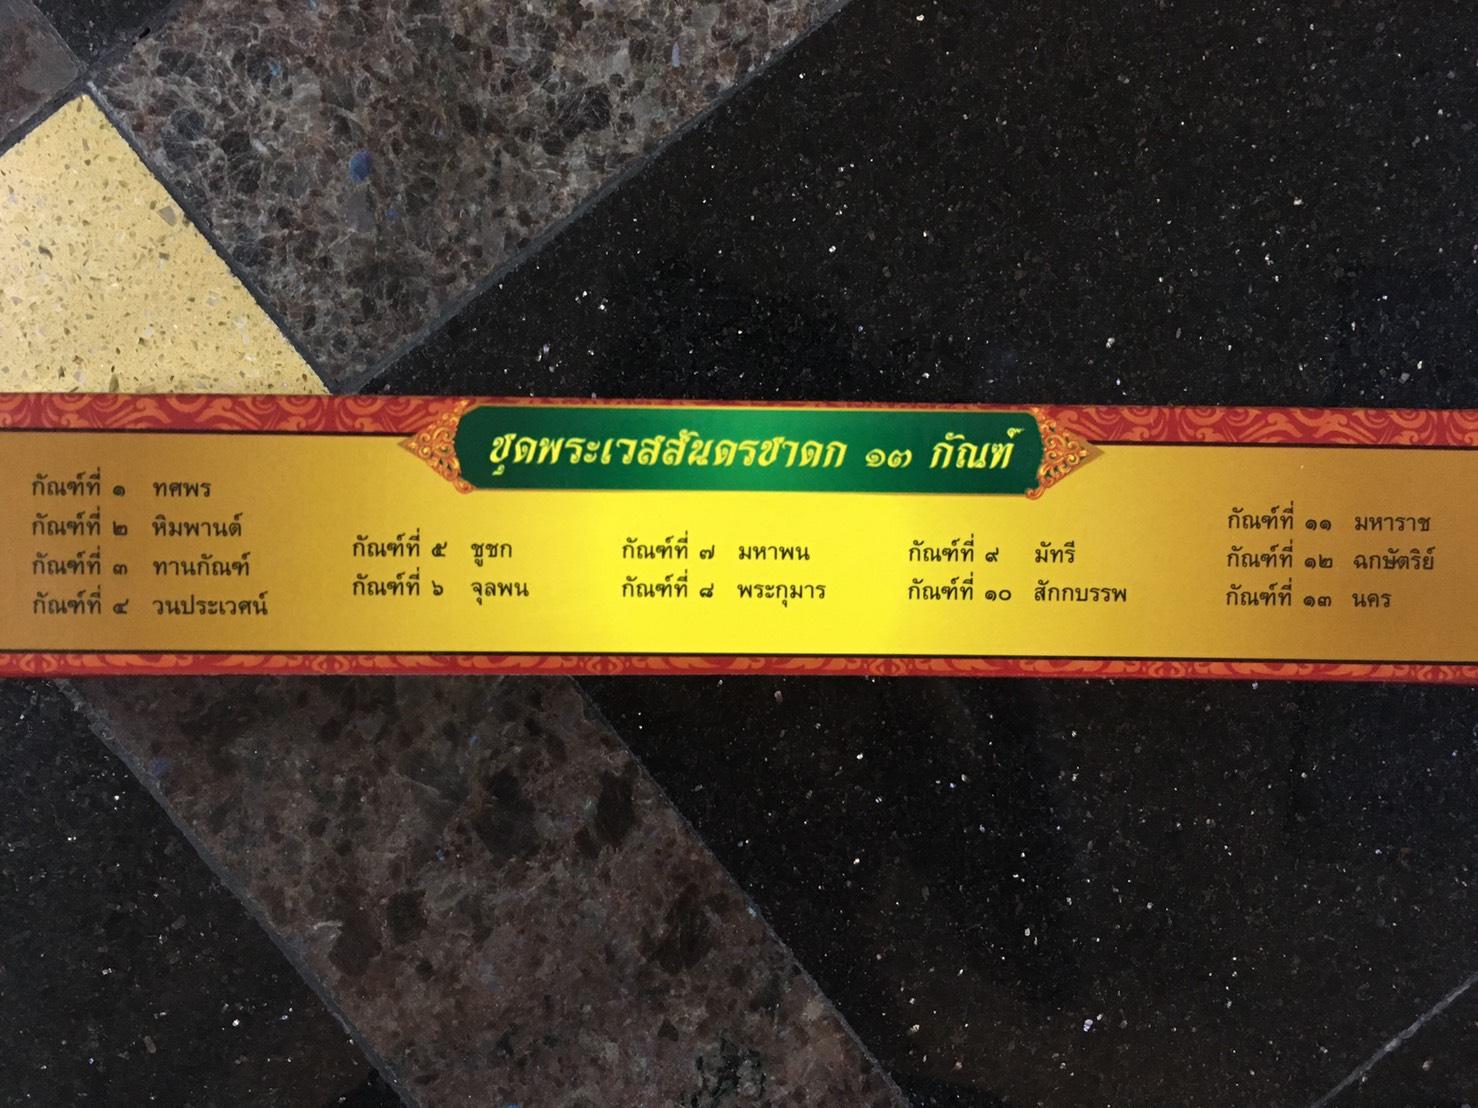 ชุดพระเวสสันดรชาดก ๑๓ กัณฑ์
กัณฑ์ที่ ๑ ทศพร
กัณฑ์ที่ ๒ หิมพานต์
กัณฑ์ที่ ๓ ทานกัณฑ์
กัณฑ์ที่ ๔ วนประเวศน์
กัณฑ์ที่ ๕ ชูชก
กัณฑ์ที่ ๖ จุลพน
กัณฑ์ที่ ๗ มหาพน
กัณฑ์ที่ ๘ พระกุมาร
กัณฑ์ที่ ๙ มัทรี
กัณฑ์ที่ ๑๐ สักกบรรพ
กัณฑ์ที่ ๑๑ มหาราช
กัณฑ์ที่ ๑๒ ฉกษัตริย์
กัณฑ์ที่ ๑๓ นคร